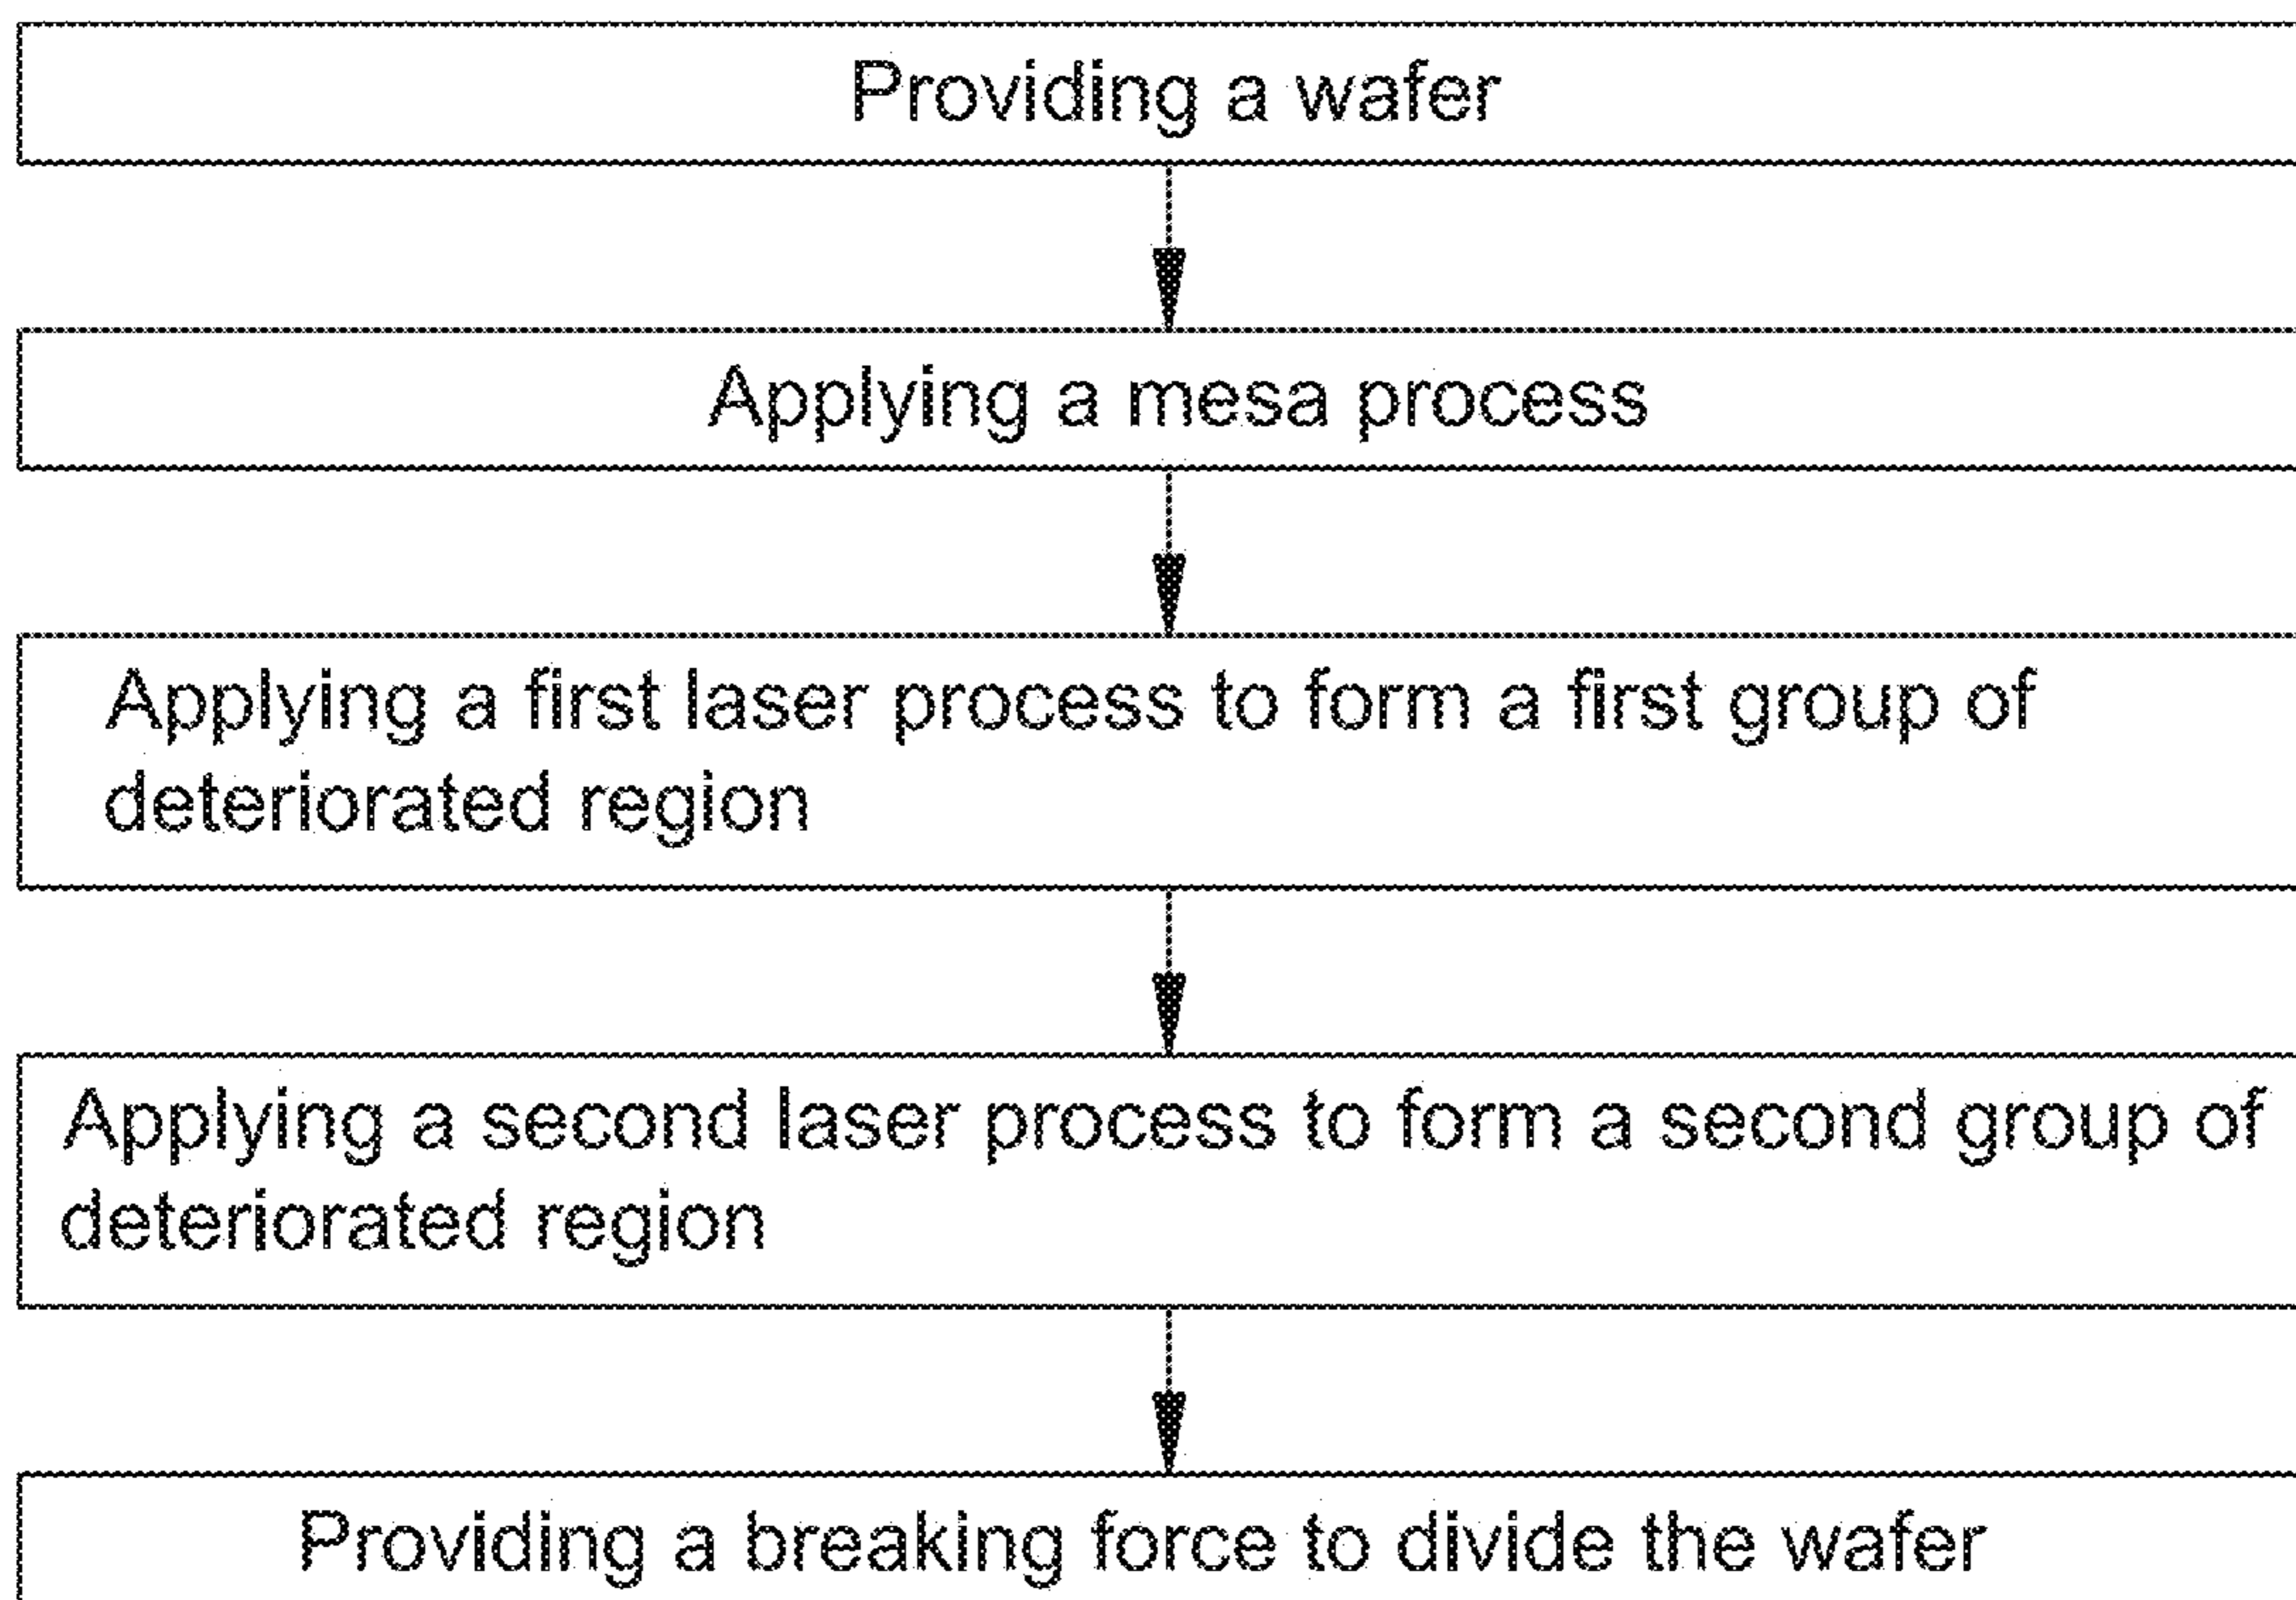 Providing a wafer
Applying a mesa process
Applying a first laser process to form a first group of
deteriorated region
Applying a second laser process to form a second group of
deteriorated region
Providing a breaking force to divide the wafer